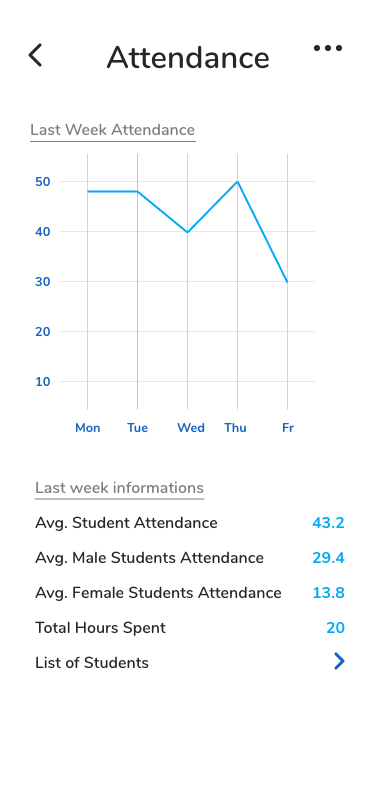 Attendance
Last Week Attendance
50
40
30
20
10
Mon Tue Wed Thu Fr
Last week informations
Avg. Student Attendance 43.2
Avg. Male Students Attendance 29.4
Avg. Female Students Attendance 13.8
Total Hours Spent 20
List of Students